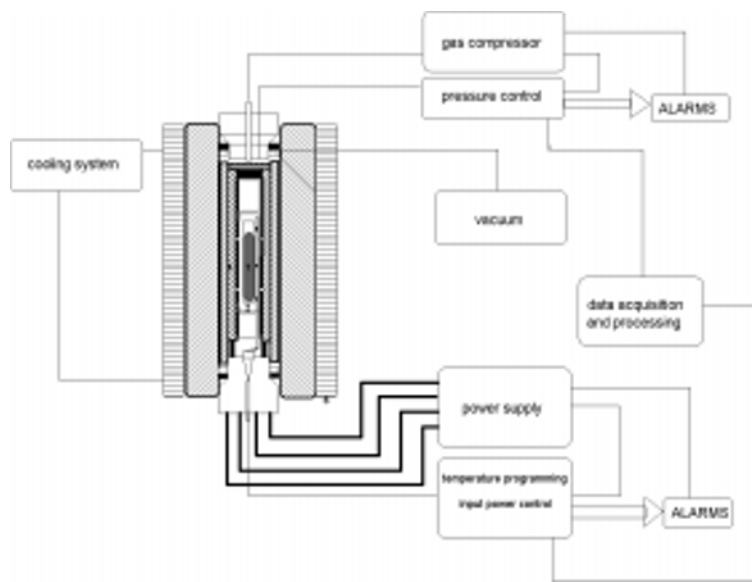 gas compressor
pressure control
ALARMS
cooling system
vacuum
data acquisition
and processing
power supply
temperature programming
input power control
ALARMS